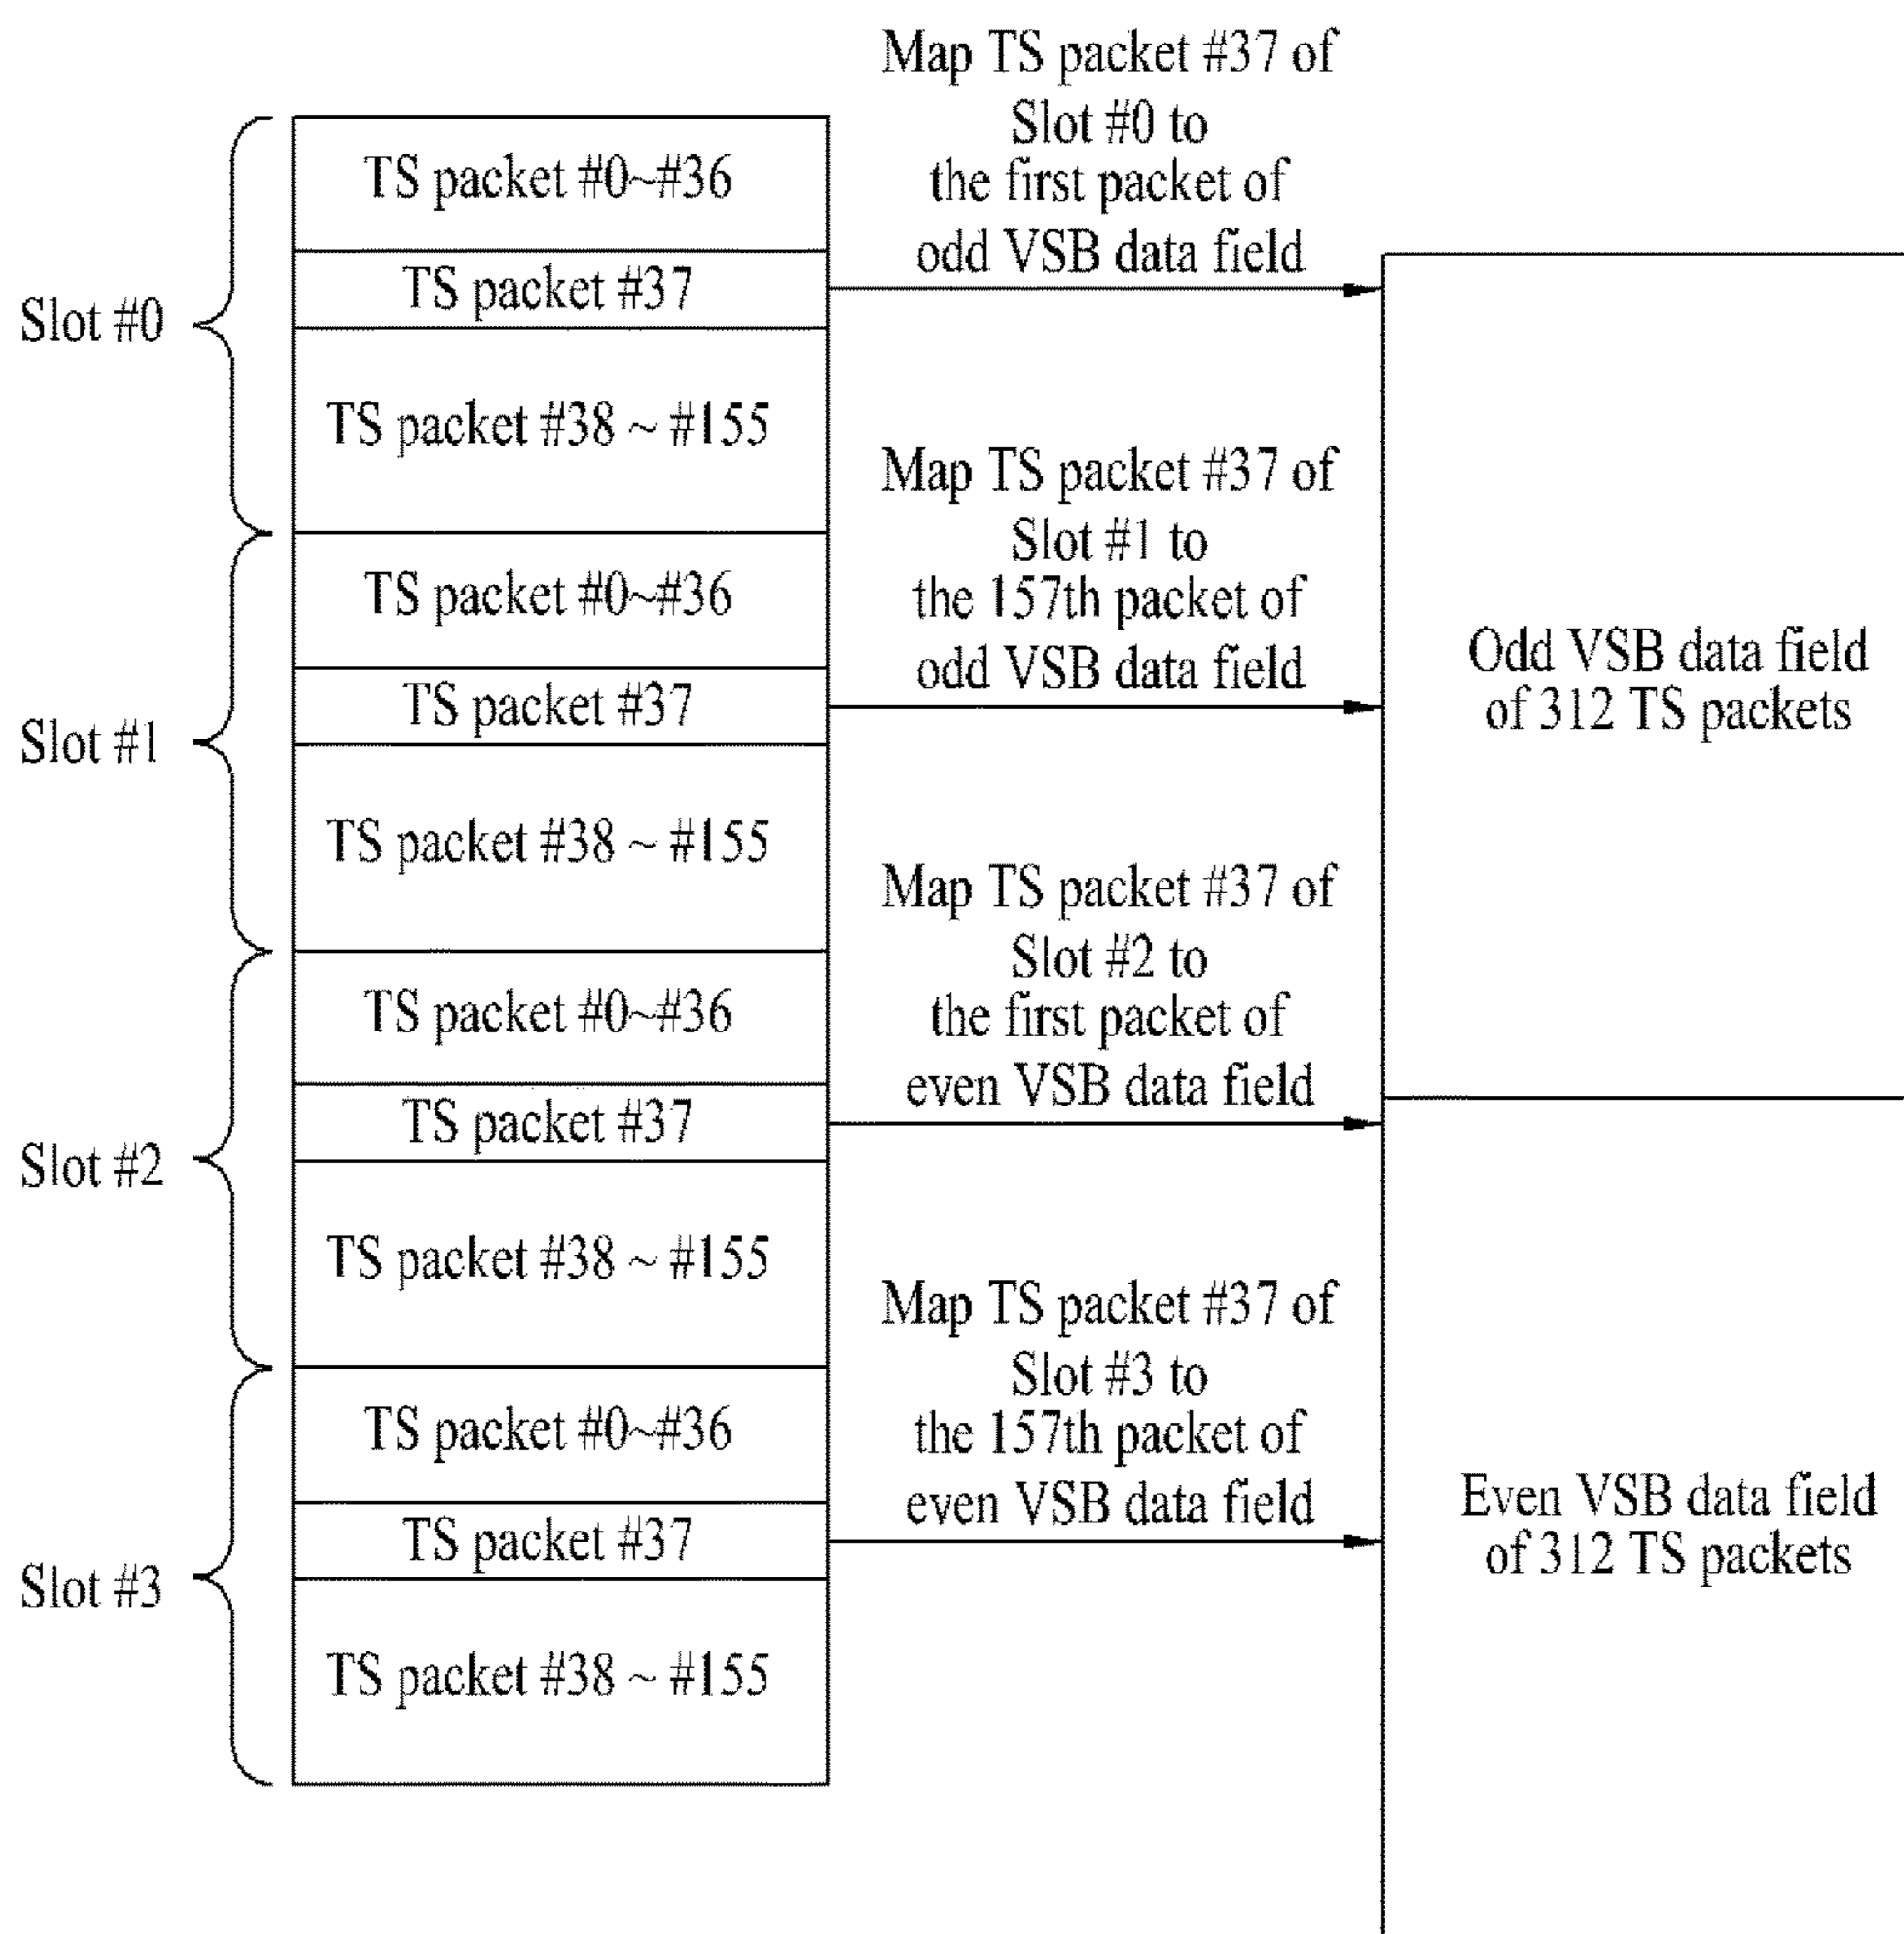 Map TS packet #37 of
Slot #0 to
the first packet of
odd VSB data field
TS packet #0~#36
TS packet #37
Slot #0
TS packet #38 ~ #155
Map TS packet #37 of
Slot #1 to
the 157th packet of
odd VSB data field
TS packet #0~#36
TS packet #37
Slot #1
TS packet #38 ~ #155
Odd VSB data field
of 312 TS packets
Map TS packet #37 of
Slot #2 to
the first packet of
even VSB data field
TS packet #0~#36
TS packet #37
Slot #2
TS packet #38 ~ #155
Map TS packet #37 of
Slot #3 to
the 157th packet of
even VSB data field
TS packet #0~#36
TS packet #37
Slot #3
TS packet #38 ~ #155
Even VSB data field
of 312 TS packets